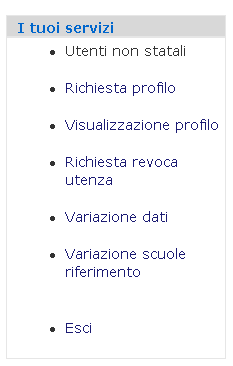 I tuoi servizi
Utenti non statali
Richiesta profilo
Visualizzazione profilo
Richiesta revoca
utenza
Variazione dati
Variazione scuole
riferimento
Esci